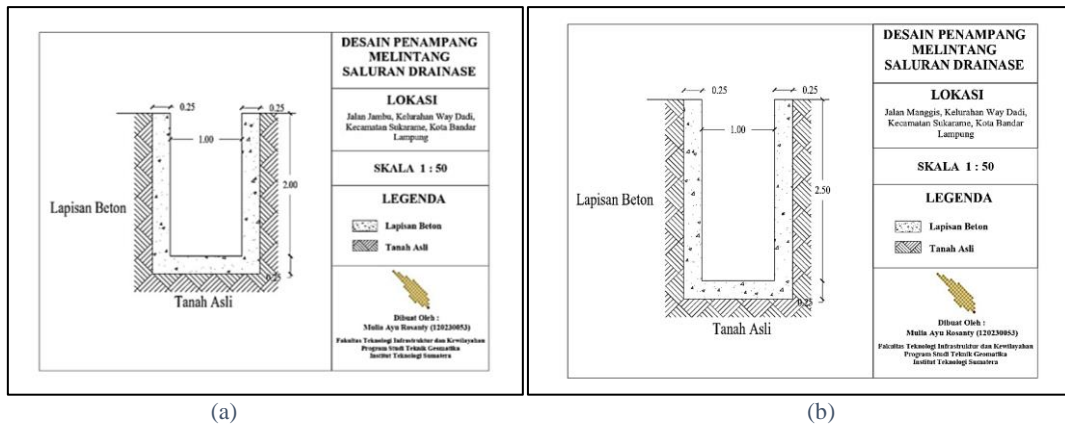 0.25
0.25
1.00
2.00
Lapisan Beton
0.25
Tanah Asli
DESAIN PENAMPANG
MELINTANG
SALURAN DRAINASE
LOKASI
Jalan Jambu, Kelurahan Way Dadi,
Kecamatan Sukarame, Kota Bandar
Lampung
SKALA 1 : 50
LEGENDA
Lapisan Beton
Tanah Asli
Dibuat Oleh :
Mulia Ayu Rosanty (120230053)
Fakultas Teknologi Infrastruktur dan Kewilayahan
Program Studi Teknik Geomatika
Institut Teknologi Sumatera
(a)
0.25
0.25
1.00
2.50
Lapisan Beton
0.25
Tanah Asli
DESAIN PENAMPANG
MELINTANG
SALURAN DRAINASE
LOKASI
Jalan Manggis, Kelurahan Way Dadi,
Kecamatan Sukarame, Kota Bandar
Lampung
SKALA 1 : 50
LEGENDA
Lapisan Beton
Tanah Asli
Dibuat Oleh :
Mulia Ayu Rosanty (120230053)
Fakultas Teknologi Infrastruktur dan Kewilayahan
Program Studi Teknik Geomatika
Institut Teknologi Sumatera
(b)